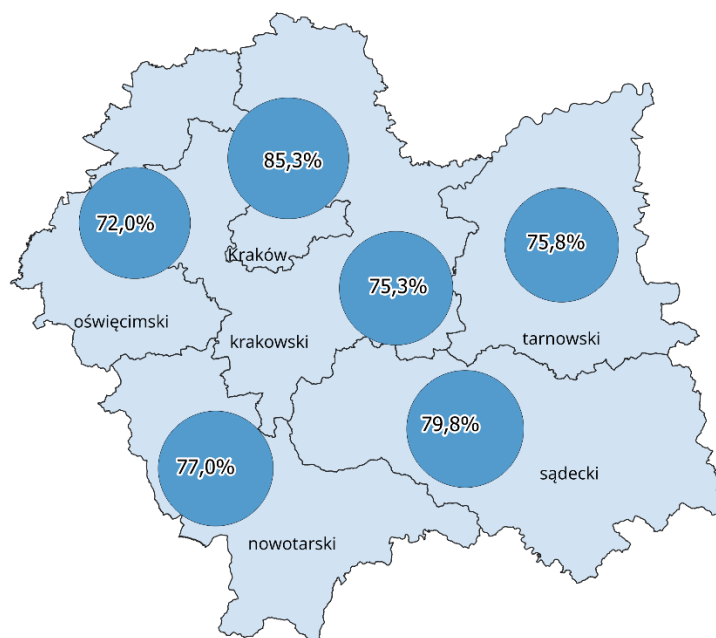 85,3%
72,0%
75,8%
Kraków
75,3%
oświęcimski
krakowski
tarnowski
79,8%
77,0%
sądecki
nowotarski